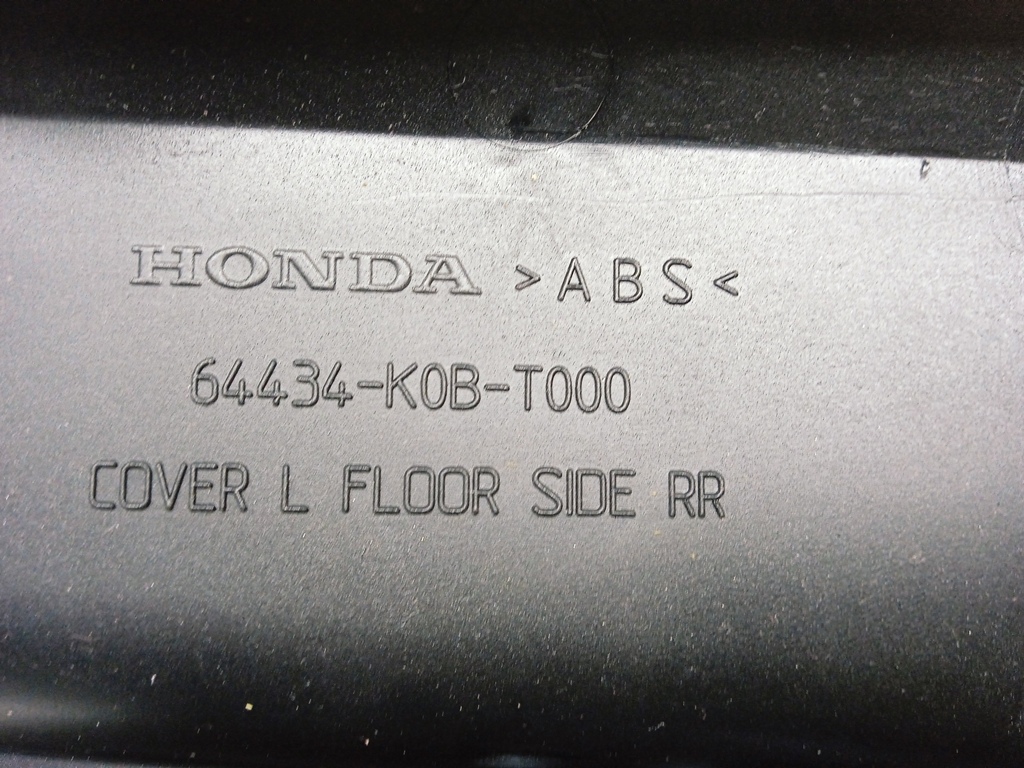 HONDA >ABS<
64434-K0B-T000
COVER L FLOOR SIDE RR